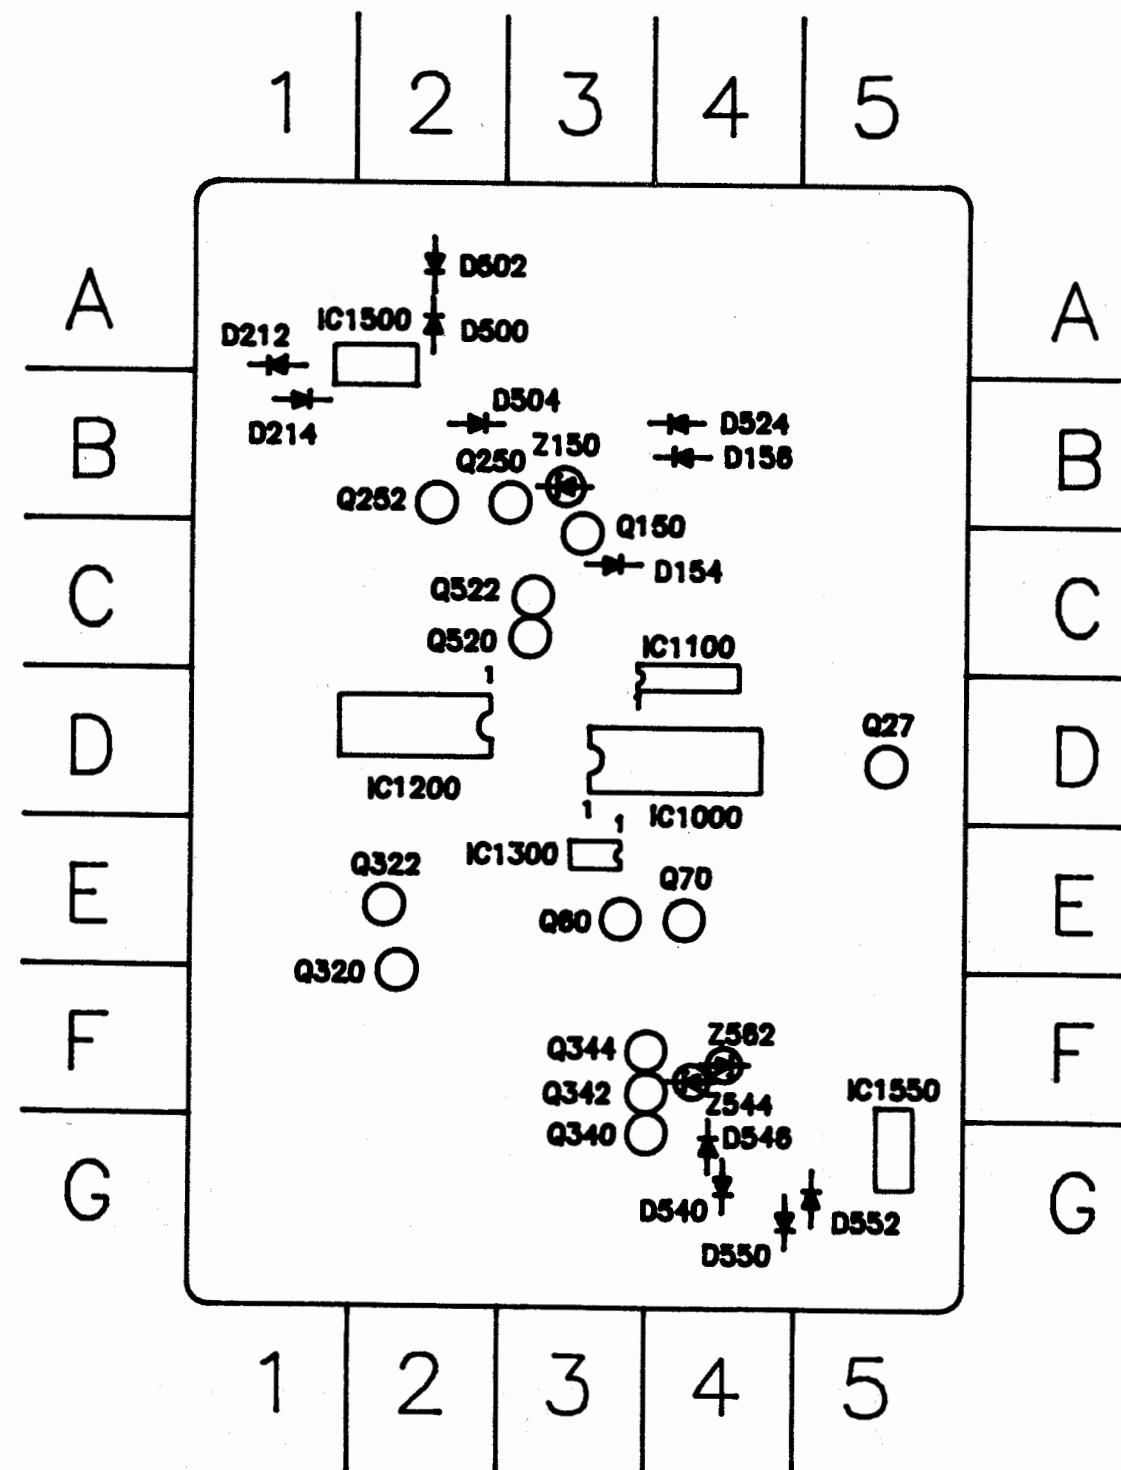 1 2 3 4 5
A A
D502
IC1500
D212
D500
D214
B B
D504
D524
Z150
D156
Q250
Q252
Q150
C C
D154
Q522
Q520
IC1100
1
Q27
D D
IC1200
1
IC1000
1
IC1300
Q322
Q70
E E
Q60
Q320
Z562
F F
Q344
IC1550
Q342
Z544
Q340
D546
G G
D540
D552
D550
1 2 3 4 5